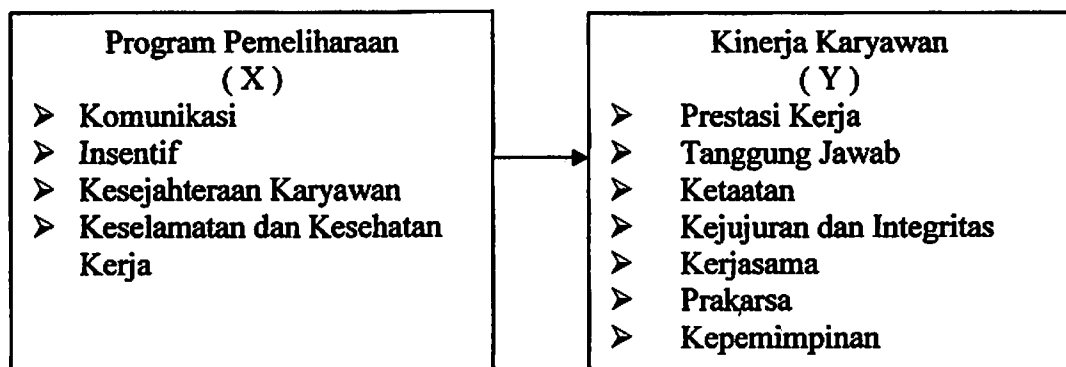 Program Pemeliharaan
( X )
➢ Komunikasi
➢ Insentif
➢ Kesejahteraan Karyawan
➢ Keselamatan dan Kesehatan
Kerja
Kinerja Karyawan
( Y )
➢ Prestasi Kerja
➢ Tanggung Jawab
➢ Ketaatan
➢ Kejujuran dan Integritas
➢ Kerjasama
➢ Prakarsa
➢ Kepemimpinan